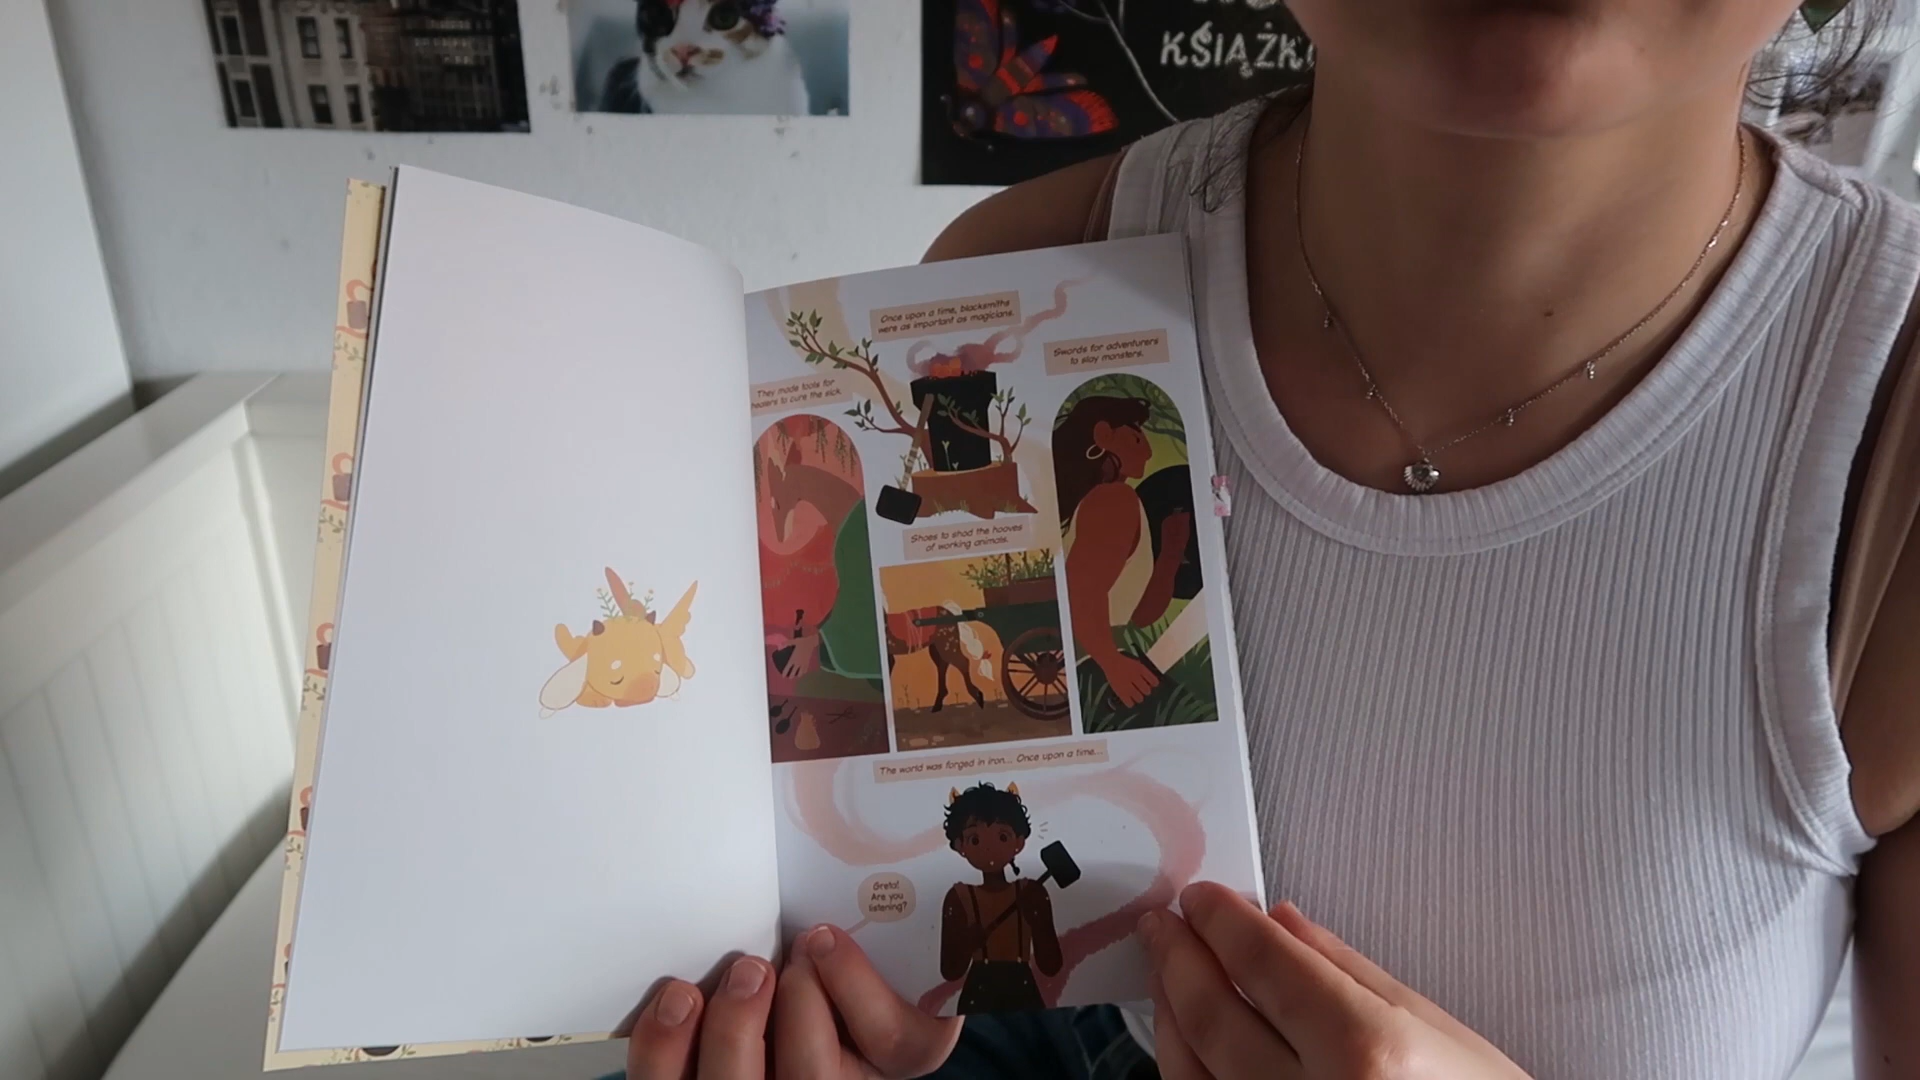 KSIĄŻK
Once upon a time, blacksmiths
were as important as magicians.
They made tools for
healers to cure the sick.
Swords for adventurers
to slay monsters.
Shoes to shod the hooves
of working animals.
The world was forged in iron... Once upon a time...
Greta!
Are you
listening?